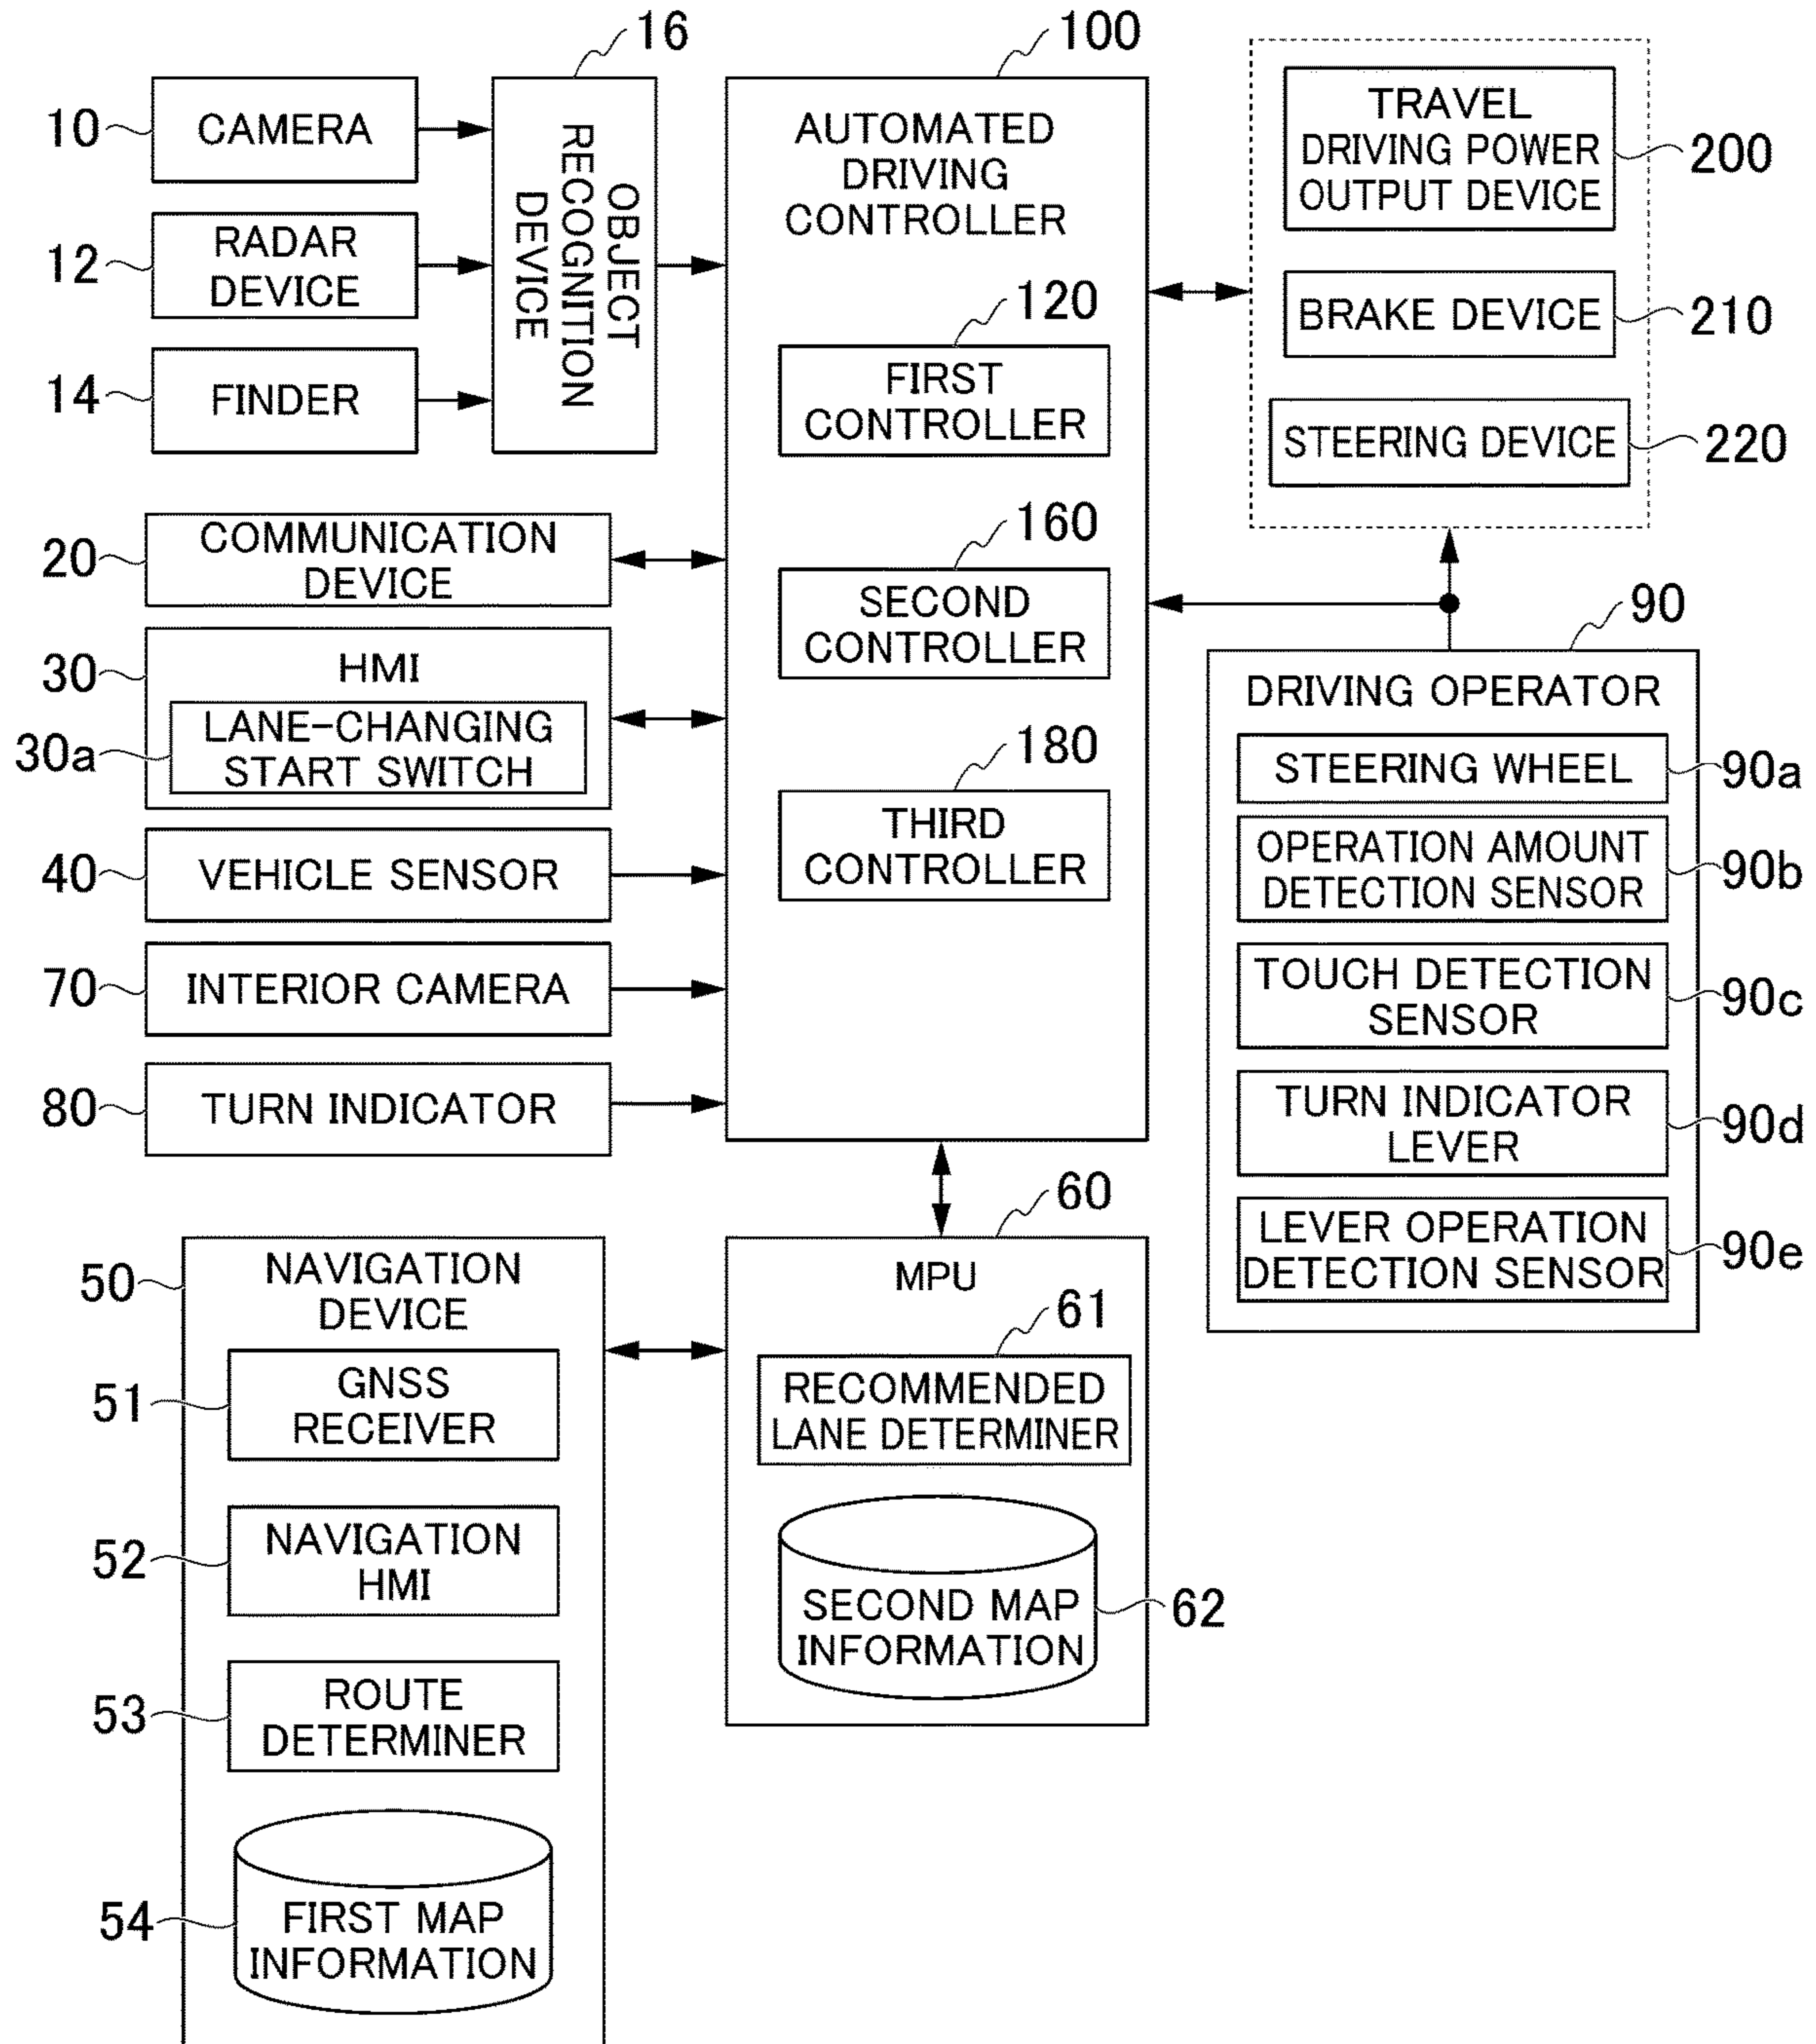 16
100
10
CAMERA
12
RADAR
DEVICE
14
FINDER
OBJECT
RECOGNITION
DEVICE
AUTOMATED
DRIVING
CONTROLLER
120
FIRST
CONTROLLER
160
SECOND
CONTROLLER
180
THIRD
CONTROLLER
TRAVEL
DRIVING POWER
OUTPUT DEVICE
200
BRAKE DEVICE
210
STEERING DEVICE
220
20
COMMUNICATION
DEVICE
30
HMI
30a
LANE-CHANGING
START SWITCH
40
VEHICLE SENSOR
70
INTERIOR CAMERA
80
TURN INDICATOR
90
DRIVING OPERATOR
STEERING WHEEL
90a
OPERATION AMOUNT
DETECTION SENSOR
90b
TOUCH DETECTION
SENSOR
90c
TURN INDICATOR
LEVER
90d
LEVER OPERATION
DETECTION SENSOR
90e
50
NAVIGATION
DEVICE
51
GNSS
RECEIVER
52
NAVIGATION
HMI
53
ROUTE
DETERMINER
54
FIRST MAP
INFORMATION
60
MPU
61
RECOMMENDED
LANE DETERMINER
SECOND MAP
INFORMATION
62